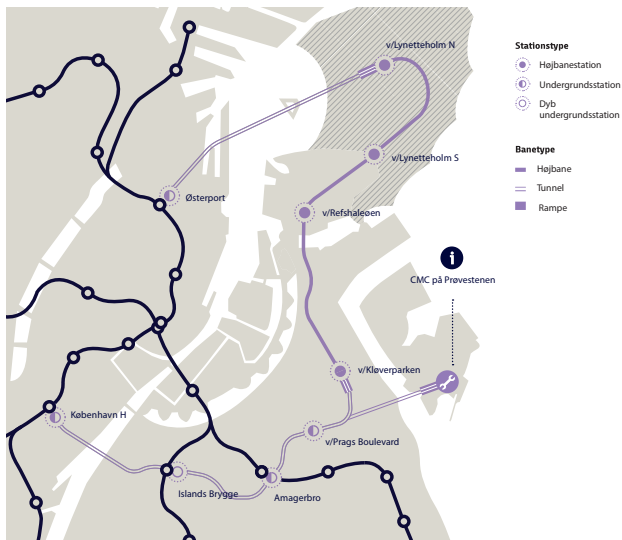 v/Lynetteholm N
v/Lynetteholm S
Østerport
v/Refshaleøen
CMC på Prøvestenen
v/Kløverparken
København H
v/Prags Boulevard
Islands Brygge
Amagerbro
Stationstype
Højbanestation
Undergrundsstation
Dyb
undergrundsstation
Banetype
Højbane
Tunnel
Rampe